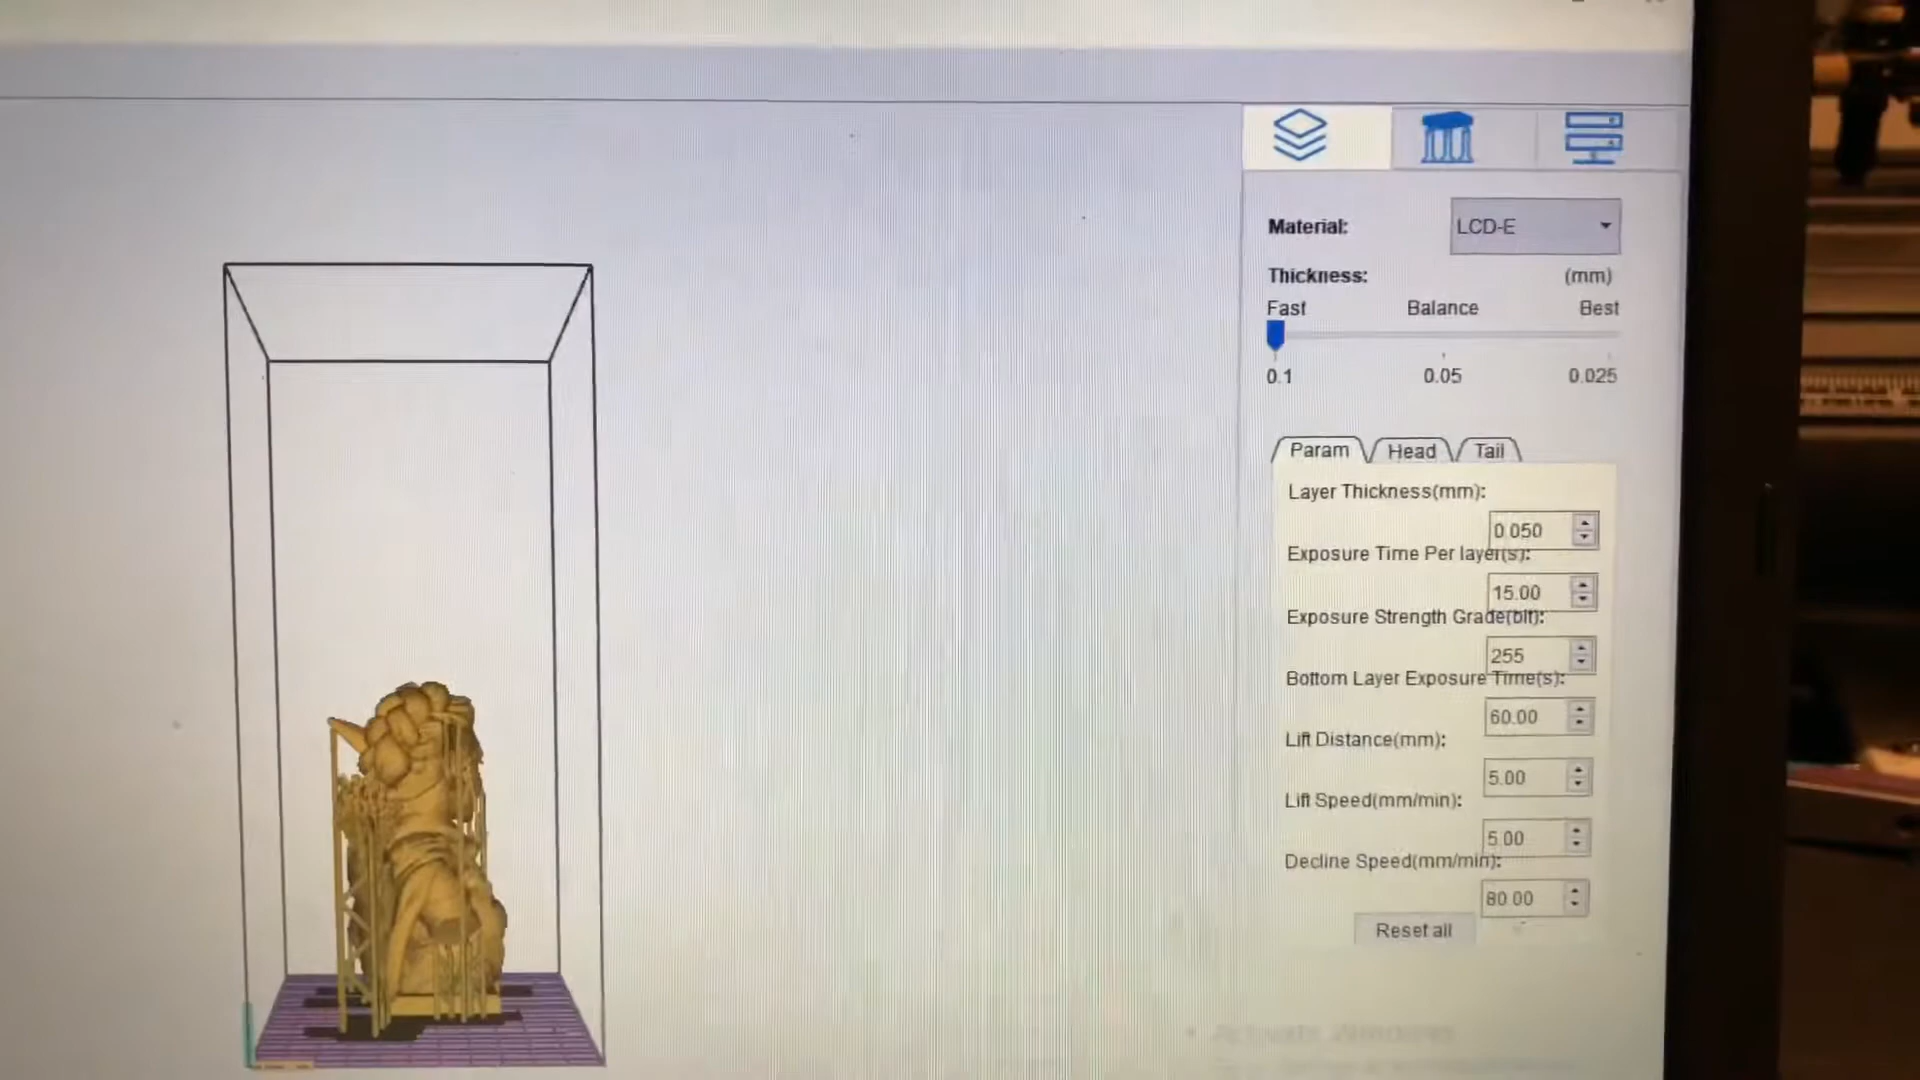 Material: LCD-E
Thickness: (mm)
Fast Balance Best
0.1 0.05 0.025
Param Head Tail
Layer Thickness(mm):
0.050
Exposure Time Per layer(s):
15.00
Exposure Strength Grade(bit):
255
Bottom Layer Exposure Time(s):
60.00
Lift Distance(mm):
5.00
Lift Speed(mm/min):
5.00
Decline Speed(mm/min):
80.00
Reset all
Activate Windows